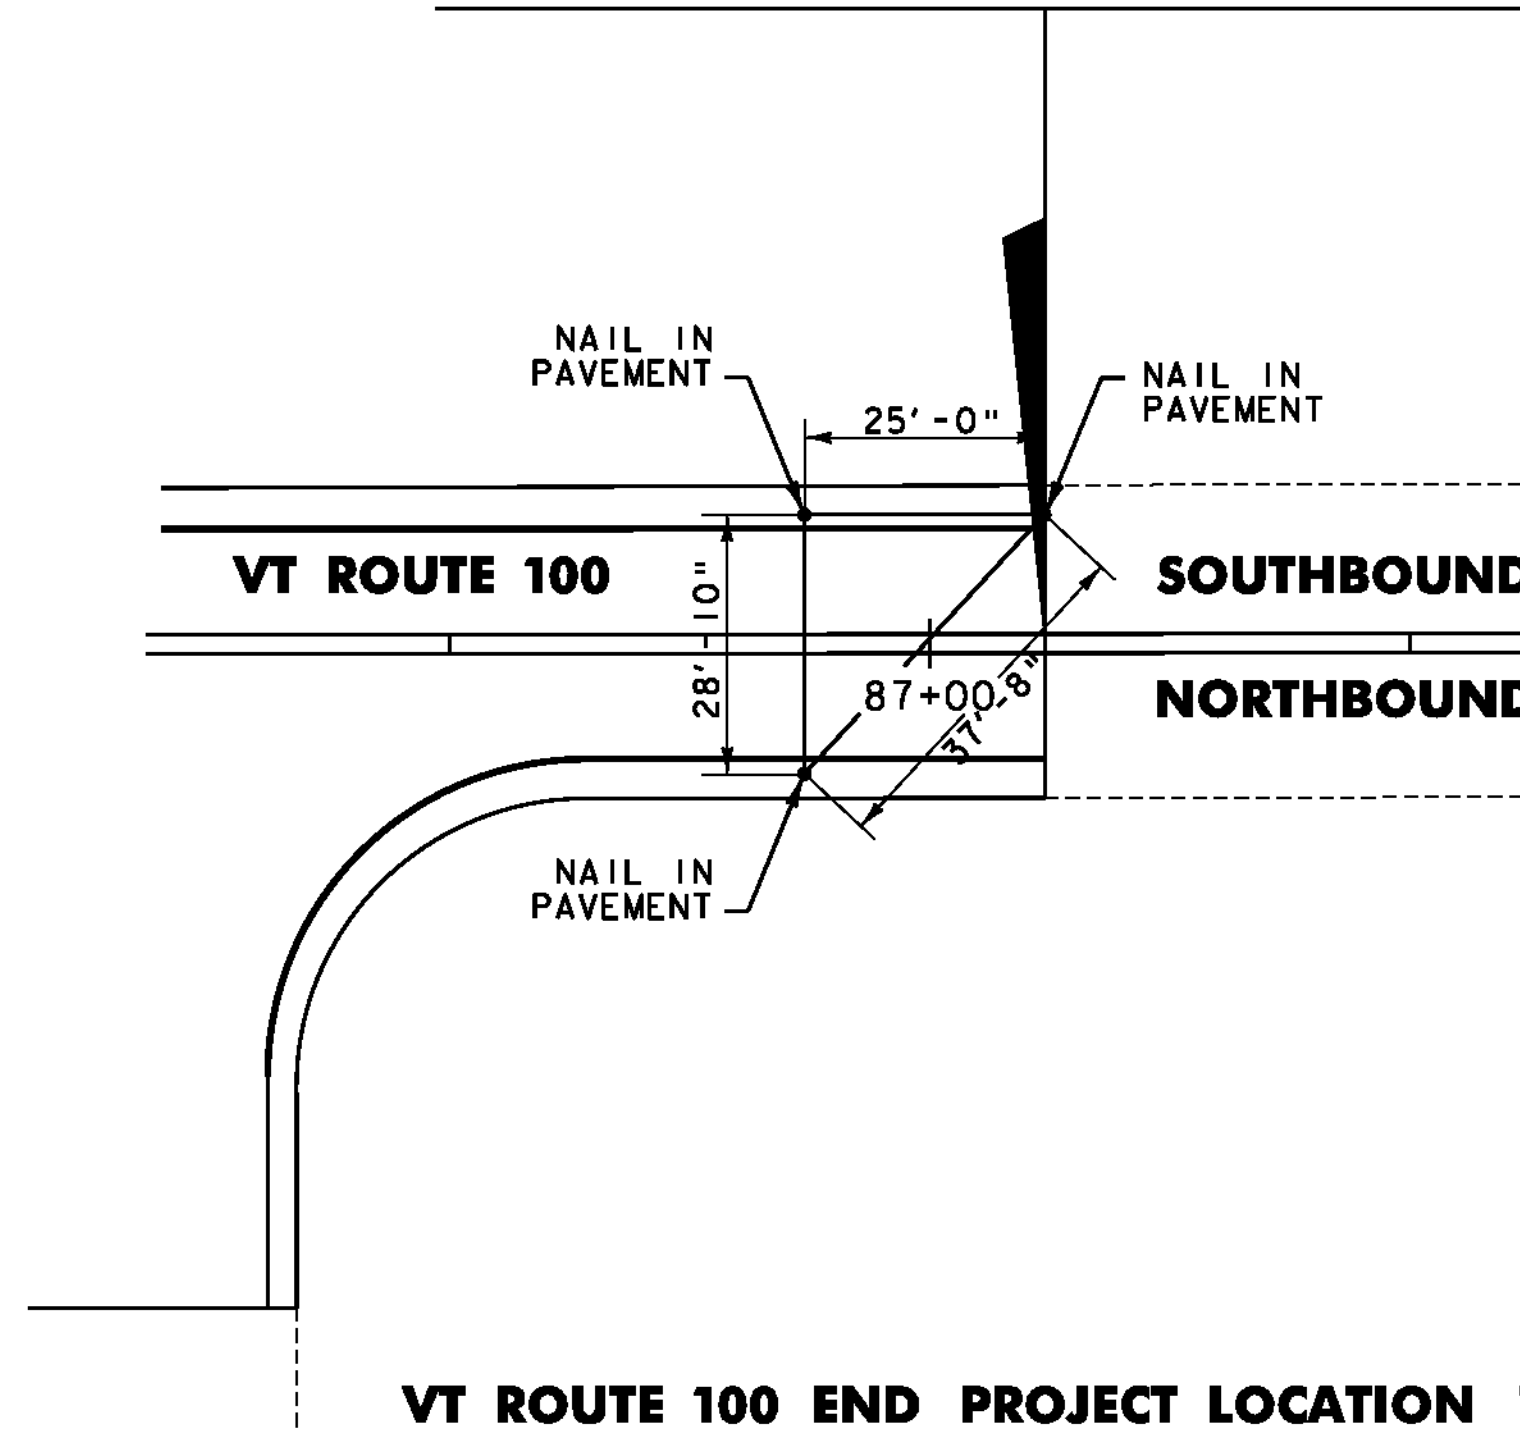 NAIL IN
PAVEMENT
NAIL IN
PAVEMENT
25'-0"
VT ROUTE 100
SOUTHBOUND
28'-10"
87+00
37'-8"
NORTHBOUND
NAIL IN
PAVEMENT
VT ROUTE 100 END PROJECT LOCATION